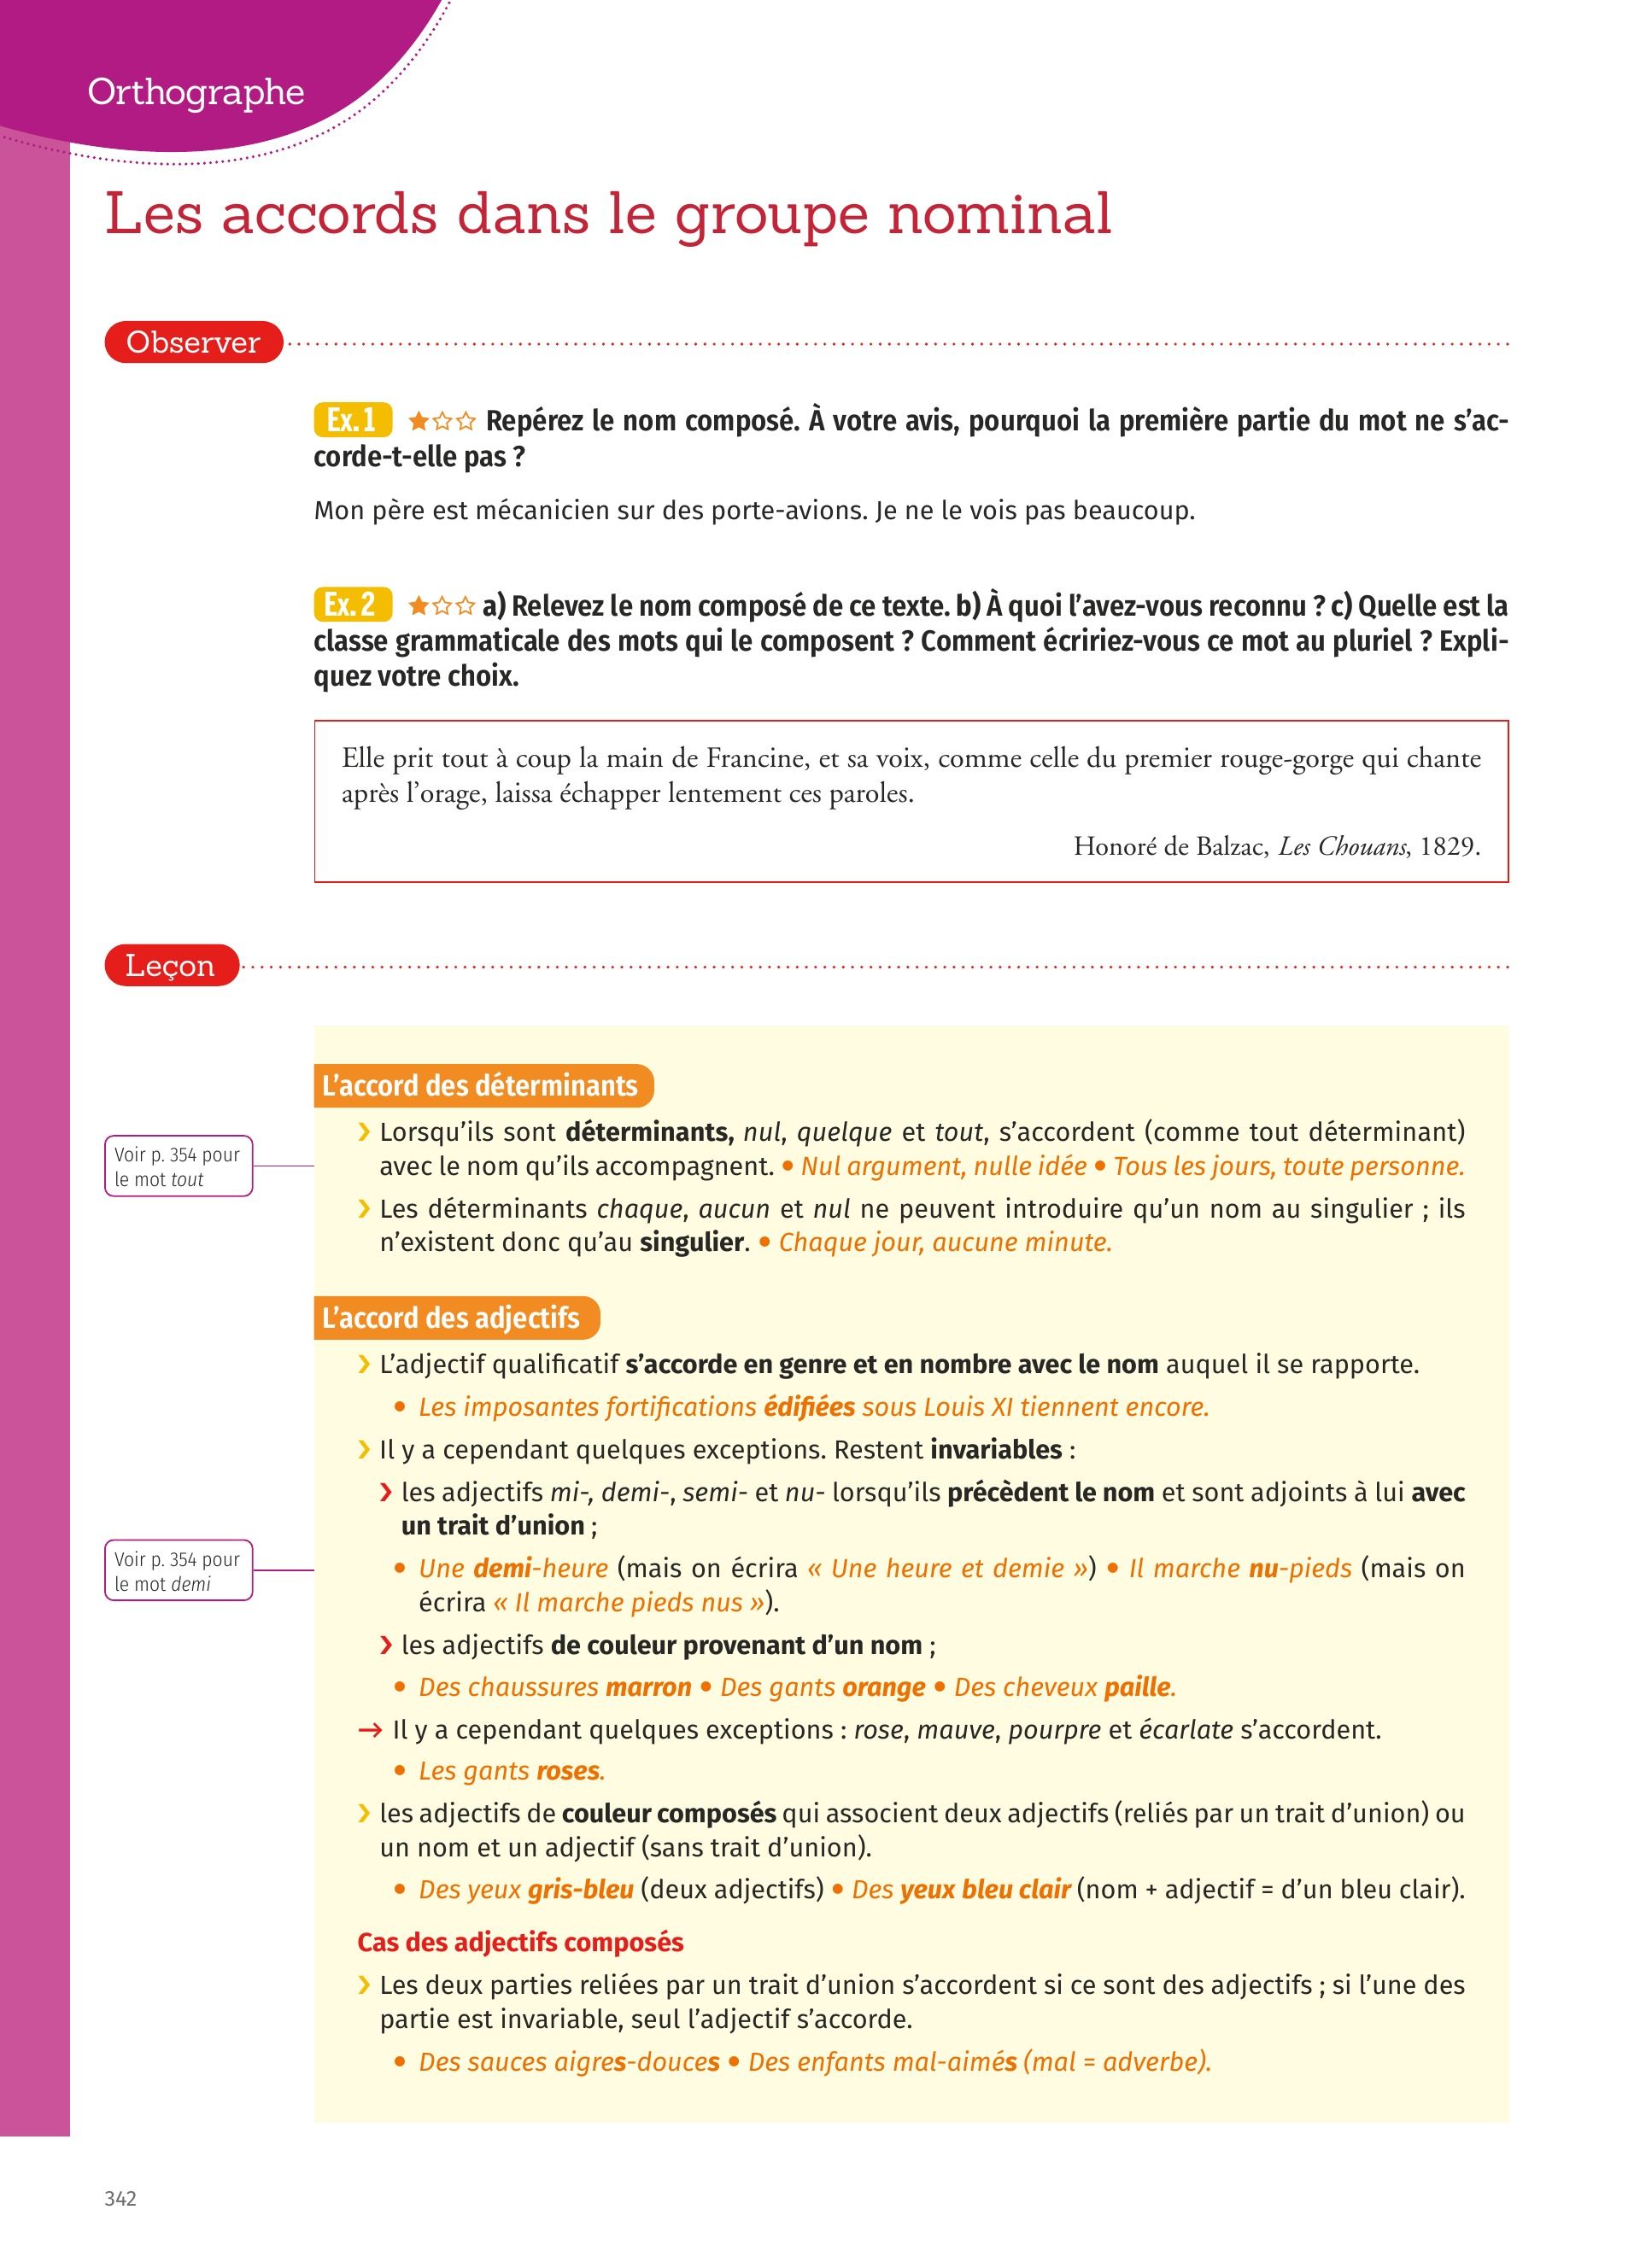 Orthographe
Les accords dans le groupe nominal
Observer
Ex. 1 ★☆☆ Repérez le nom composé. À votre avis, pourquoi la première partie du mot ne s’ac-
corde-t-elle pas ?
Mon père est mécanicien sur des porte-avions. Je ne le vois pas beaucoup.
Ex. 2 ★☆☆ a) Relevez le nom composé de ce texte. b) À quoi l’avez-vous reconnu ? c) Quelle est la
classe grammaticale des mots qui le composent ? Comment écririez-vous ce mot au pluriel ? Expli-
quez votre choix.
Elle prit tout à coup la main de Francine, et sa voix, comme celle du premier rouge-gorge qui chante
après l’orage, laissa échapper lentement ces paroles.
Honoré de Balzac, Les Chouans, 1829.
Leçon
L’accord des déterminants
› Lorsqu’ils sont déterminants, nul, quelque et tout, s’accordent (comme tout déterminant)
avec le nom qu’ils accompagnent. • Nul argument, nulle idée • Tous les jours, toute personne.
Voir p. 354 pour
le mot tout
› Les déterminants chaque, aucun et nul ne peuvent introduire qu’un nom au singulier ; ils
n’existent donc qu’au singulier. • Chaque jour, aucune minute.
L’accord des adjectifs
› L’adjectif qualificatif s’accorde en genre et en nombre avec le nom auquel il se rapporte.
• Les imposantes fortifications édifiées sous Louis XI tiennent encore.
› Il y a cependant quelques exceptions. Restent invariables :
› les adjectifs mi-, demi-, semi- et nu- lorsqu’ils précèdent le nom et sont adjoints à lui avec
un trait d’union ;
• Une demi-heure (mais on écrira « Une heure et demie ») • Il marche nu-pieds (mais on
écrira « Il marche pieds nus »).
Voir p. 354 pour
le mot demi
› les adjectifs de couleur provenant d’un nom ;
• Des chaussures marron • Des gants orange • Des cheveux paille.
→ Il y a cependant quelques exceptions : rose, mauve, pourpre et écarlate s’accordent.
• Les gants roses.
› les adjectifs de couleur composés qui associent deux adjectifs (reliés par un trait d’union) ou
un nom et un adjectif (sans trait d’union).
• Des yeux gris-bleu (deux adjectifs) • Des yeux bleu clair (nom + adjectif = d’un bleu clair).
Cas des adjectifs composés
› Les deux parties reliées par un trait d’union s’accordent si ce sont des adjectifs ; si l’une des
partie est invariable, seul l’adjectif s’accorde.
• Des sauces aigres-douces • Des enfants mal-aimés (mal = adverbe).
342